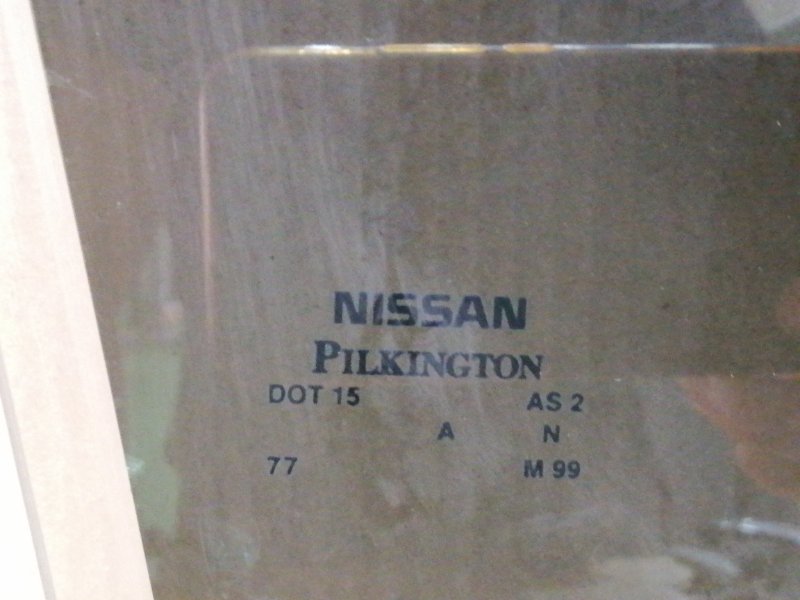 NISSAN
PILKINGTON
DOT 15 AS 2
A N
77 M 99